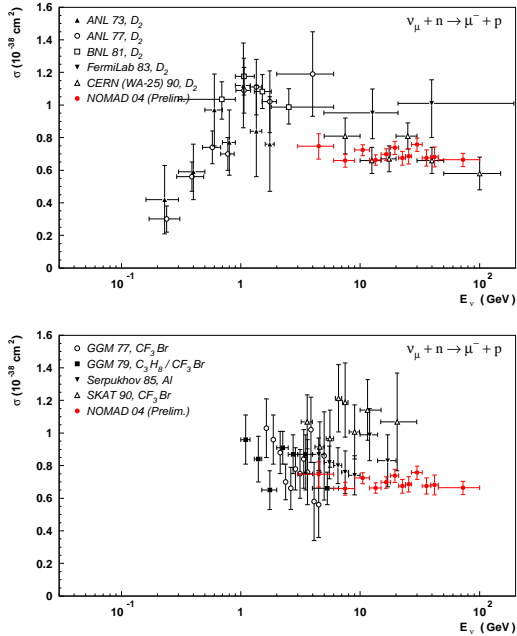 σ (10⁻³⁸ cm²)
1.6
1.4
1.2
1
0.8
0.6
0.4
0.2
0
ANL 73, D₂
ANL 77, D₂
BNL 81, D₂
FermiLab 83, D₂
CERN (WA-25) 90, D₂
NOMAD 04 (Prelim.)
ν_μ + n → μ⁻ + p
10⁻¹ 1 10 10²
E_ν (GeV)
σ (10⁻³⁸ cm²)
1.6
1.4
1.2
1
0.8
0.6
0.4
0.2
0
GGM 77, CF₃Br
GGM 79, C₃H₈ / CF₃Br
Serpukhov 85, Al
SKAT 90, CF₃Br
NOMAD 04 (Prelim.)
ν_μ + n → μ⁻ + p
10⁻¹ 1 10 10²
E_ν (GeV)